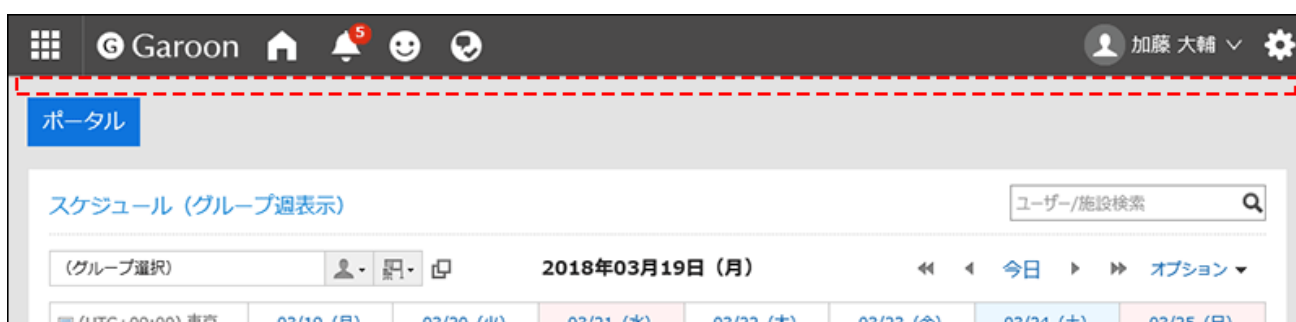 G Garoon 5 加藤 大輔
ポータル
スケジュール（グループ週表示） ユーザー/施設検索
（グループ選択） 2018年03月19日（月） 今日 オプション